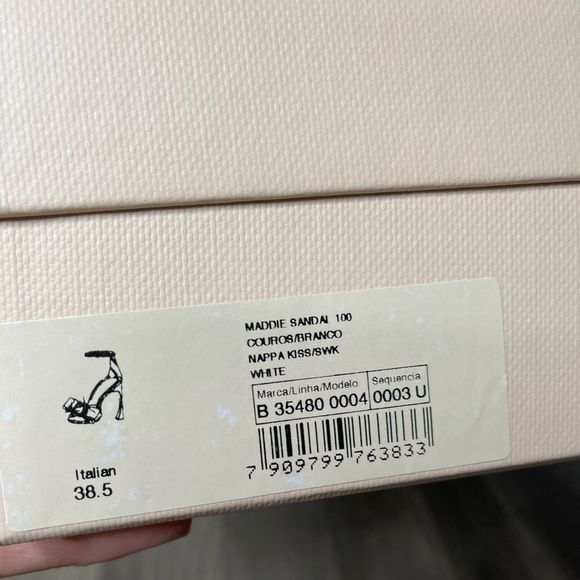 MADDIE SANDAL 100
COUROS/BRANCO
NAPPA KISS/SWK
WHITE
Marca/Linha/Modelo Sequencia
B 35480 0004 0003 U
7 909799 763833
Italian
38.5